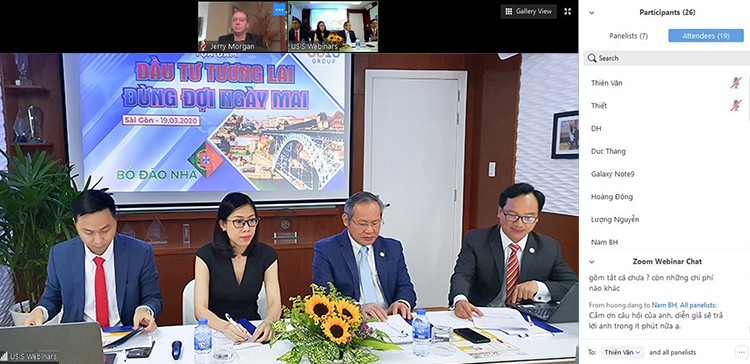 Jerry Morgan
USIS Webinars
Gallery View
GROUP
ĐẦU TƯ TƯƠNG LAI
ĐỪNG ĐỢI NGÀY MAI
Sài Gòn - 19.03.2020
BỒ ĐÀO NHA
USIS Webinars
Participants (26)
Panelists (7)
Attendees (19)
Search
Thiên Văn
Thiết
DH
Duc Thang
Galaxy Note9
Hoàng Đông
Lượng Nguyễn
Nam BH
Zoom Webinar Chat
gồm tất cả chưa ? còn những chi phí
nào khác
From huong.dang to Nam BH, All panelists:
Cảm ơn câu hỏi của anh, diễn giả sẽ trả
lời anh trong ít phút nữa ạ.
To: Thiên Văn and all panelists